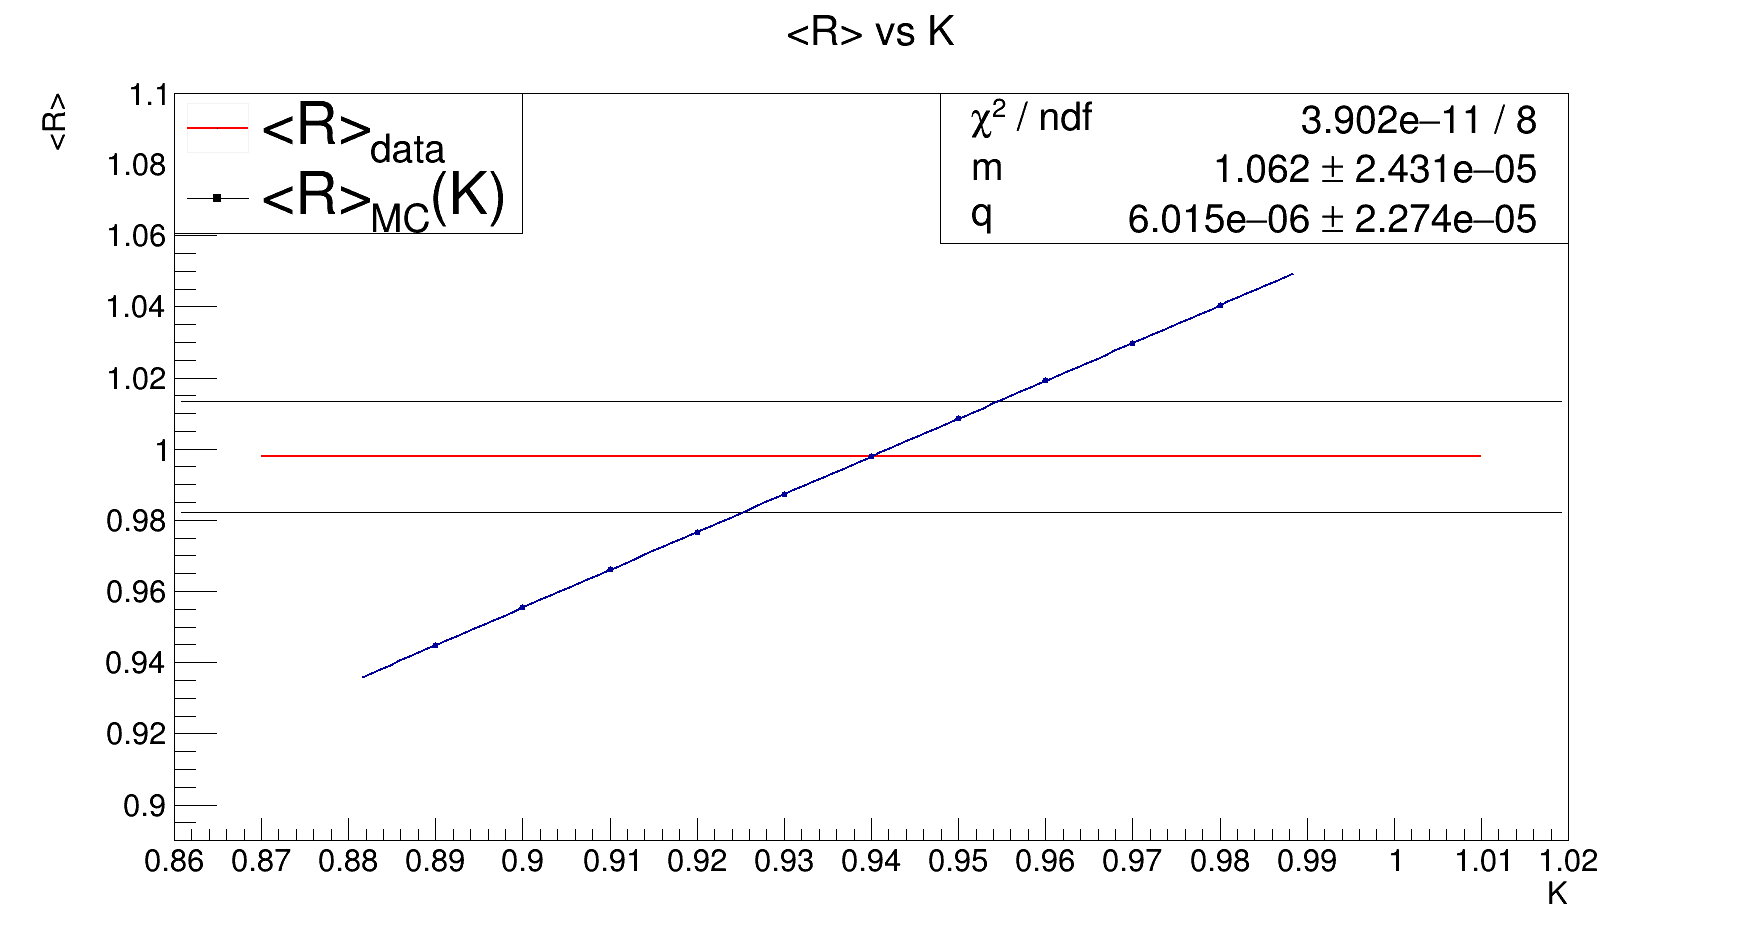 <R> vs K
<R>
1.1
1.08
1.06
1.04
1.02
1
0.98
0.96
0.94
0.92
0.9
<R>data
<R>MC(K)
χ² / ndf 3.902e−11 / 8
m 1.062 ± 2.431e−05
q 6.015e−06 ± 2.274e−05
0.86 0.87 0.88 0.89 0.9 0.91 0.92 0.93 0.94 0.95 0.96 0.97 0.98 0.99 1 1.01 1.02
K